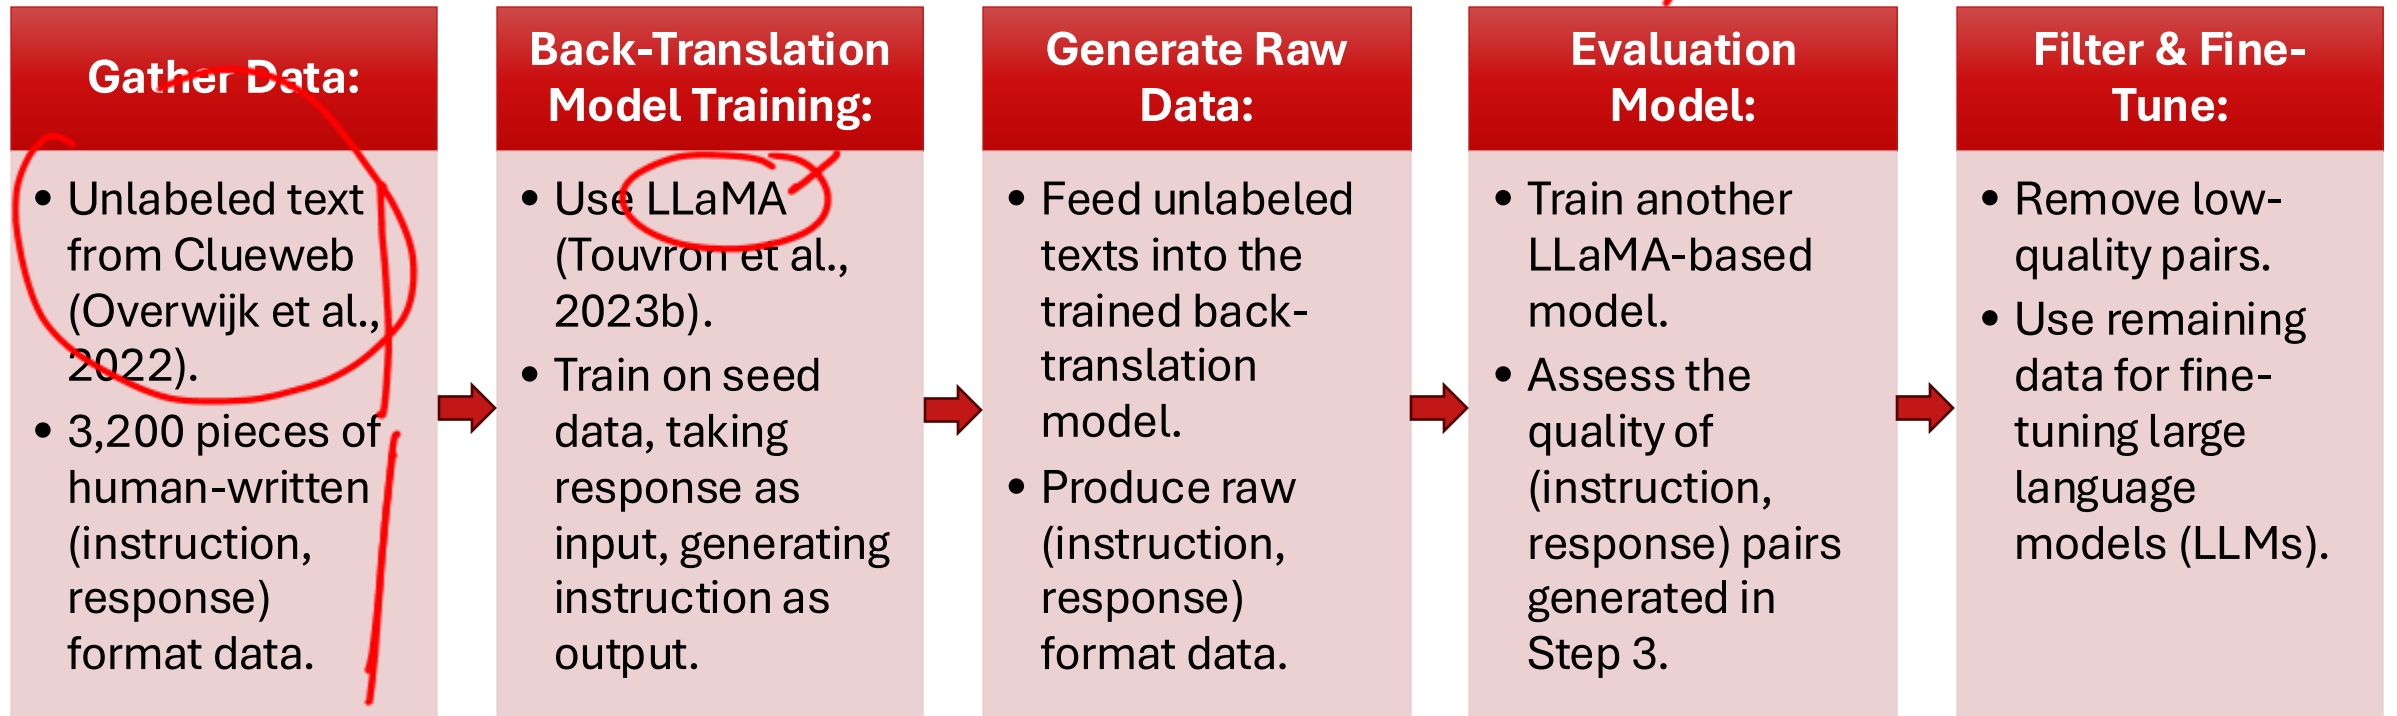 Gather Data:
• Unlabeled text
from Clueweb
(Overwijk et al.,
2022).
• 3,200 pieces of
human-written
(instruction,
response)
format data.
Back-Translation
Model Training:
• Use LLaMA
(Touvron et al.,
2023b).
• Train on seed
data, taking
response as
input, generating
instruction as
output.
Generate Raw
Data:
• Feed unlabeled
texts into the
trained back-
translation
model.
• Produce raw
(instruction,
response)
format data.
Evaluation
Model:
• Train another
LLaMA-based
model.
• Assess the
quality of
(instruction,
response) pairs
generated in
Step 3.
Filter & Fine-
Tune:
• Remove low-
quality pairs.
• Use remaining
data for fine-
tuning large
language
models (LLMs).